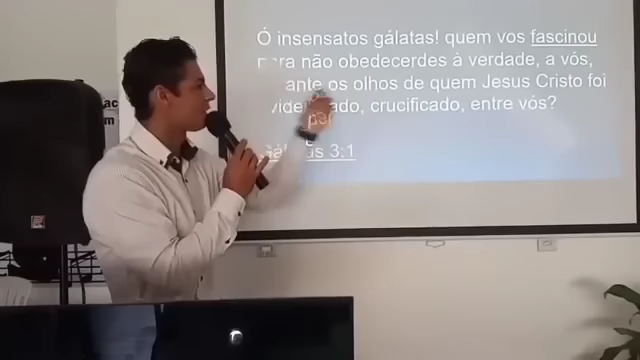 Ó insensatos gálatas! quem vos fascinou
para não obedecerdes à verdade, a vós,
ante os olhos de quem Jesus Cristo foi
crucificado, entre vós?
Gálatas 3:1